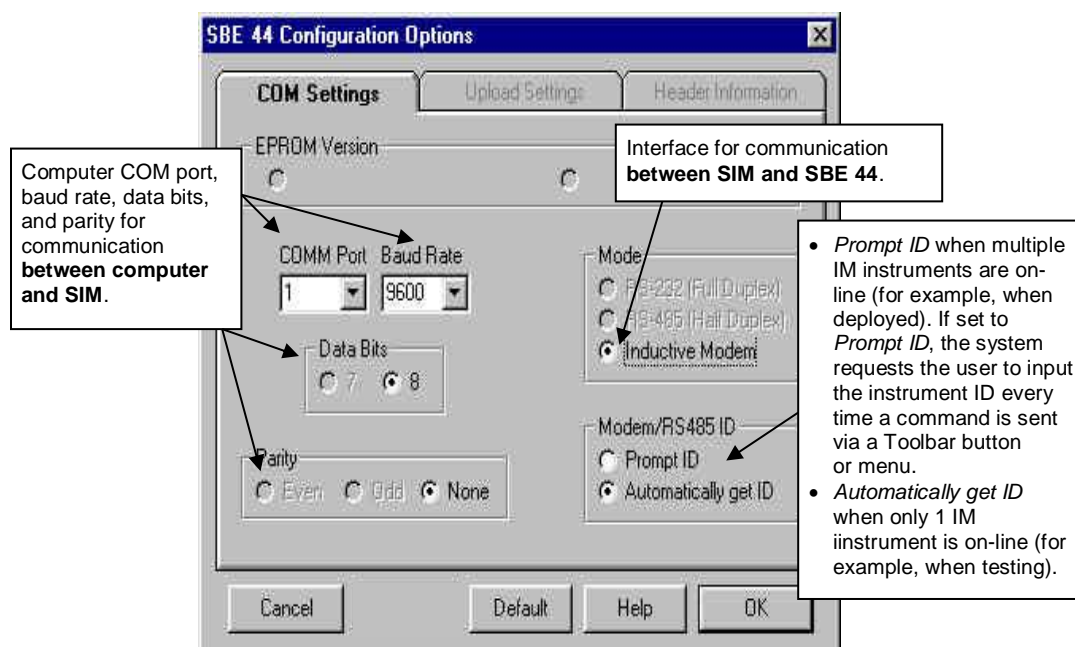 SBE 44 Configuration Options
COM Settings
Upload Settings
Header Information
EPROM Version
Computer COM port,
baud rate, data bits,
and parity for
communication
between computer
and SIM.
Interface for communication
between SIM and SBE 44.
COMM Port
Baud Rate
1
9600
Data Bits
7
8
Parity
Even
Odd
None
Mode
RS-232 (Full Duplex)
RS-485 (Half Duplex)
Inductive Modem
Modem/RS485 ID
Prompt ID
Automatically get ID
• Prompt ID when multiple
IM instruments are on-
line (for example, when
deployed). If set to
Prompt ID, the system
requests the user to input
the instrument ID every
time a command is sent
via a Toolbar button
or menu.
• Automatically get ID
when only 1 IM
iinstrument is on-line (for
example, when testing).
Cancel
Default
Help
OK